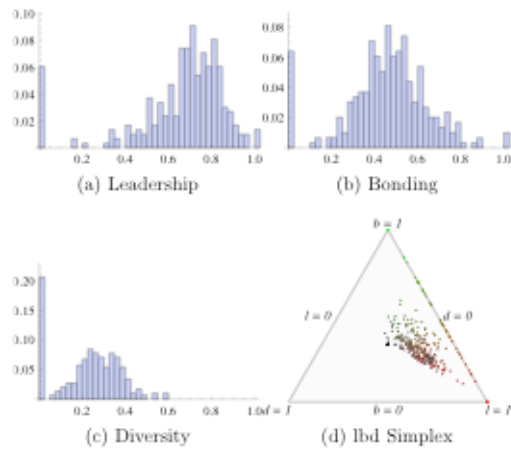 0.10
0.08
0.06
0.04
0.02
0.2 0.4 0.6 0.8 1.0
(a) Leadership
0.08
0.06
0.04
0.02
0.2 0.4 0.6 0.8 1.0
(b) Bonding
0.20
0.15
0.10
0.05
0.2 0.4 0.6 0.8 1.0
(c) Diversity
b = 1
l = 0
d = 0
d = 1
b = 0
l = 1
(d) lbd Simplex